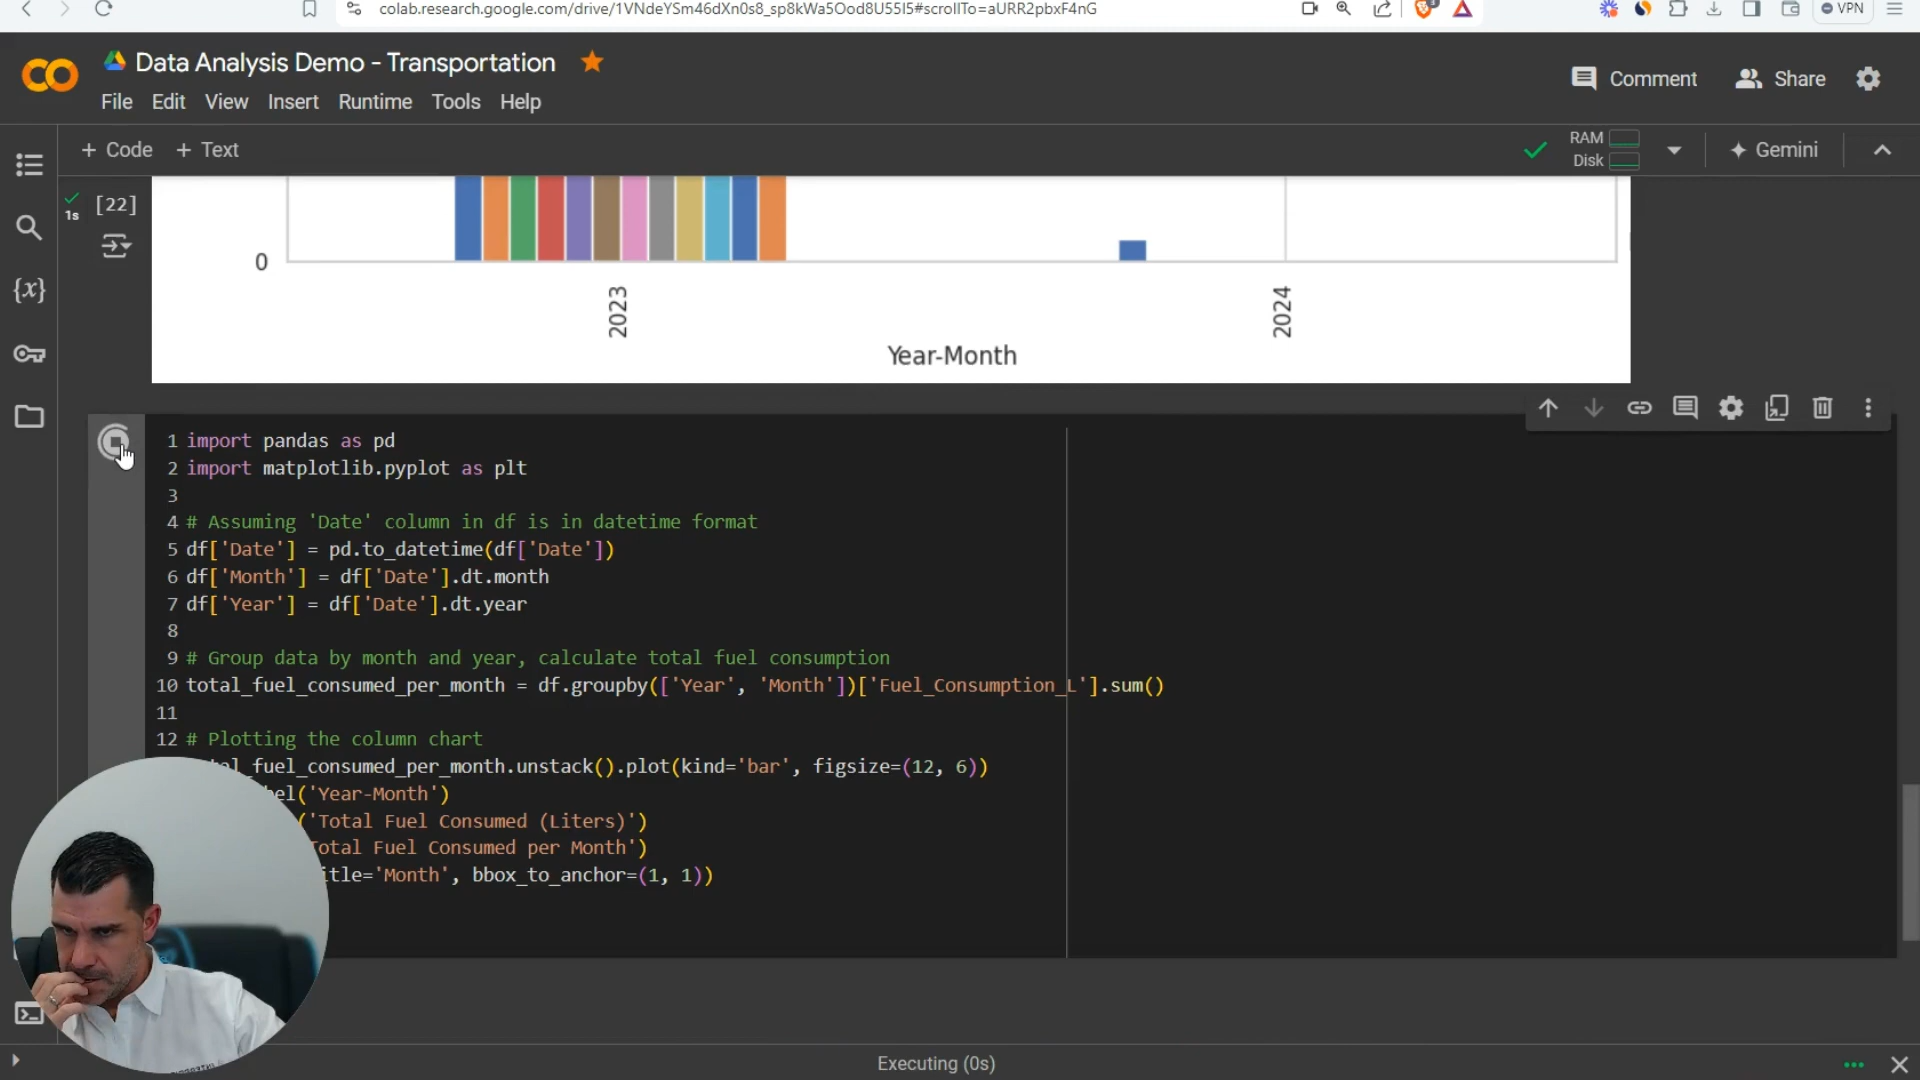 colab.research.google.com/drive/1VNdeYSm46dXn0s8_sp8kWa5Ood8U55I5#scrollTo=aURR2pbxF4nG
VPN
Data Analysis Demo - Transportation
Comment
Share
File Edit View Insert Runtime Tools Help
+ Code + Text
RAM
Disk
Gemini
1s
[22]
{x}
0
2023
2024
Year-Month
1 import pandas as pd
2 import matplotlib.pyplot as plt
3
4 # Assuming 'Date' column in df is in datetime format
5 df['Date'] = pd.to_datetime(df['Date'])
6 df['Month'] = df['Date'].dt.month
7 df['Year'] = df['Date'].dt.year
8
9 # Group data by month and year, calculate total fuel consumption
10 total_fuel_consumed_per_month = df.groupby(['Year', 'Month'])['Fuel_Consumption_L'].sum()
11
12 # Plotting the column chart
_fuel_consumed_per_month.unstack().plot(kind='bar', figsize=(12, 6))
el('Year-Month')
('Total Fuel Consumed (Liters)')
Total Fuel Consumed per Month')
itle='Month', bbox_to_anchor=(1, 1))
Executing (0s)